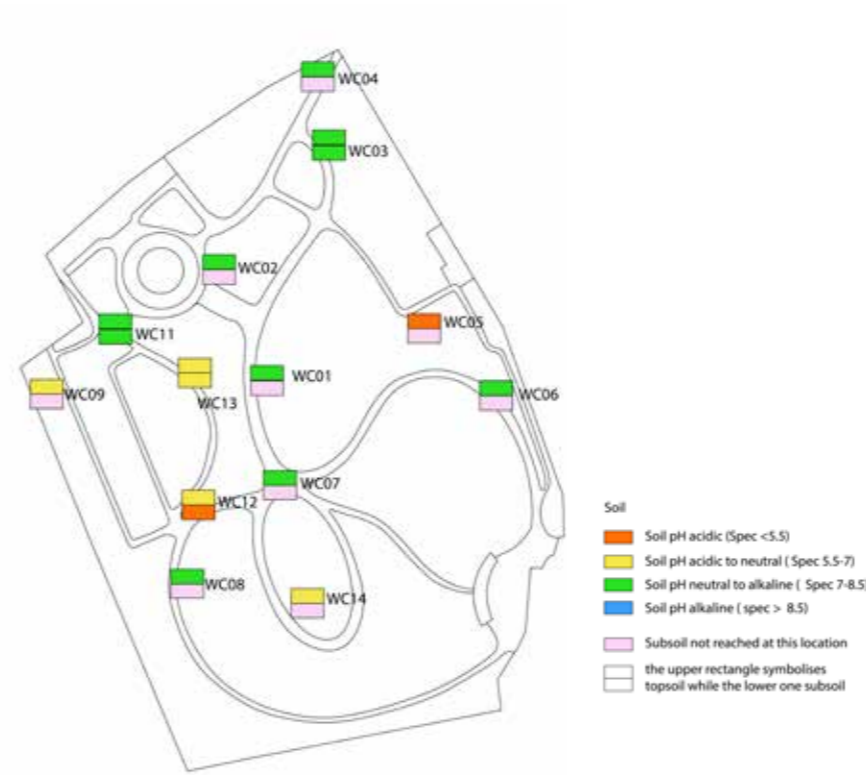 WC04
WC03
WC02
WC05
WC11
WC01
WC09
WC13
WC06
WC07
WC12
WC08
WC14
Soil
Soil pH acidic (Spec <5.5)
Soil pH acidic to neutral ( Spec 5.5-7)
Soil pH neutral to alkaline ( Spec 7-8.5)
Soil pH alkaline ( spec > 8.5)
Subsoil not reached at this location
the upper rectangle symbolises
topsoil while the lower one subsoil